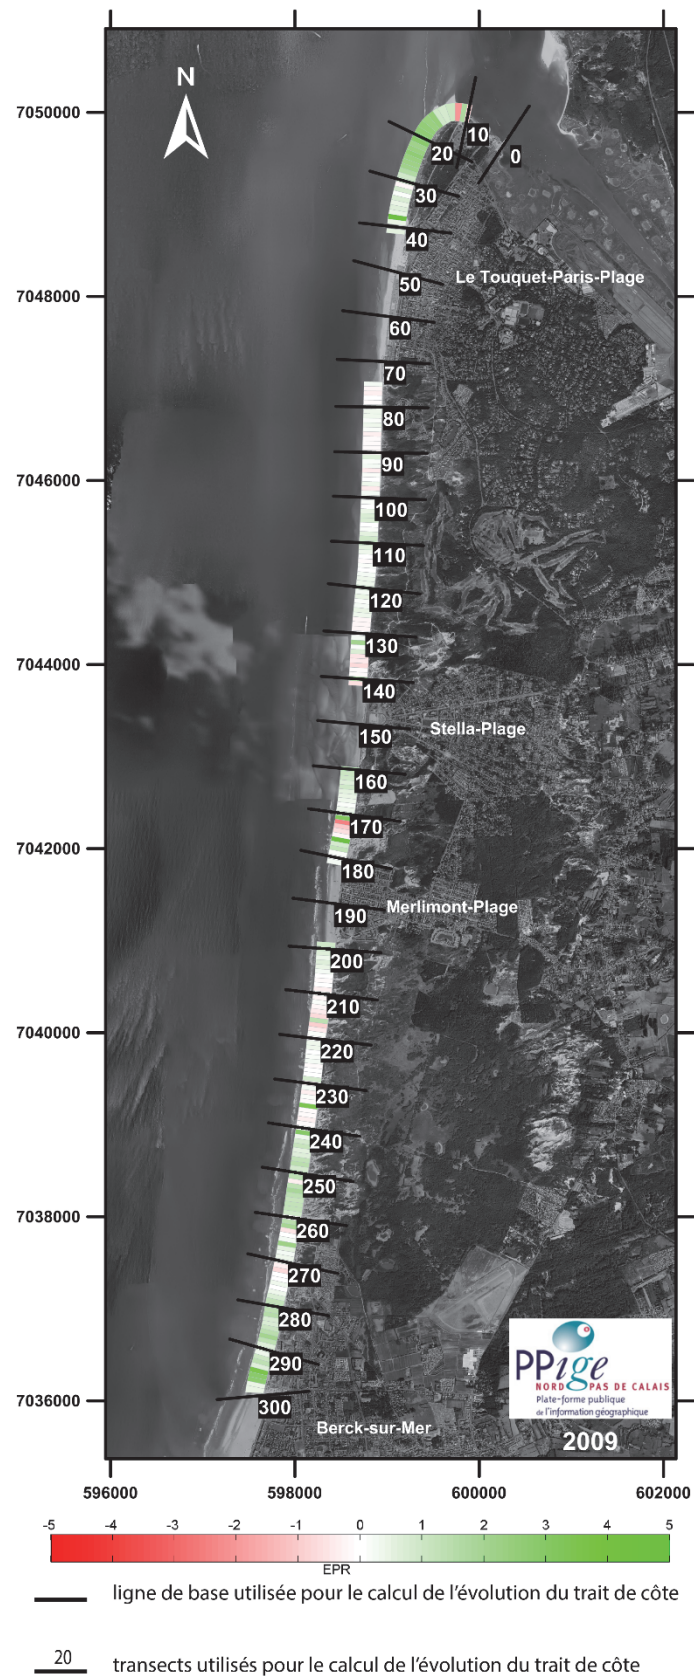 7050000
N
10
0
20
30
40
Le Touquet-Paris-Plage
50
7048000
60
70
80
90
7046000
100
110
120
130
7044000
140
Stella-Plage
150
160
170
7042000
180
Merlimont-Plage
190
200
210
7040000
220
230
240
250
7038000
260
270
280
PPige
NORD PAS DE CALAIS
Plate-forme publique
de l'information géographique
290
7036000
300
Berck-sur-Mer
2009
596000 598000 600000 602000
-5 -4 -3 -2 -1 0 1 2 3 4 5
EPR
ligne de base utilisée pour le calcul de l'évolution du trait de côte
20 transects utilisés pour le calcul de l'évolution du trait de côte